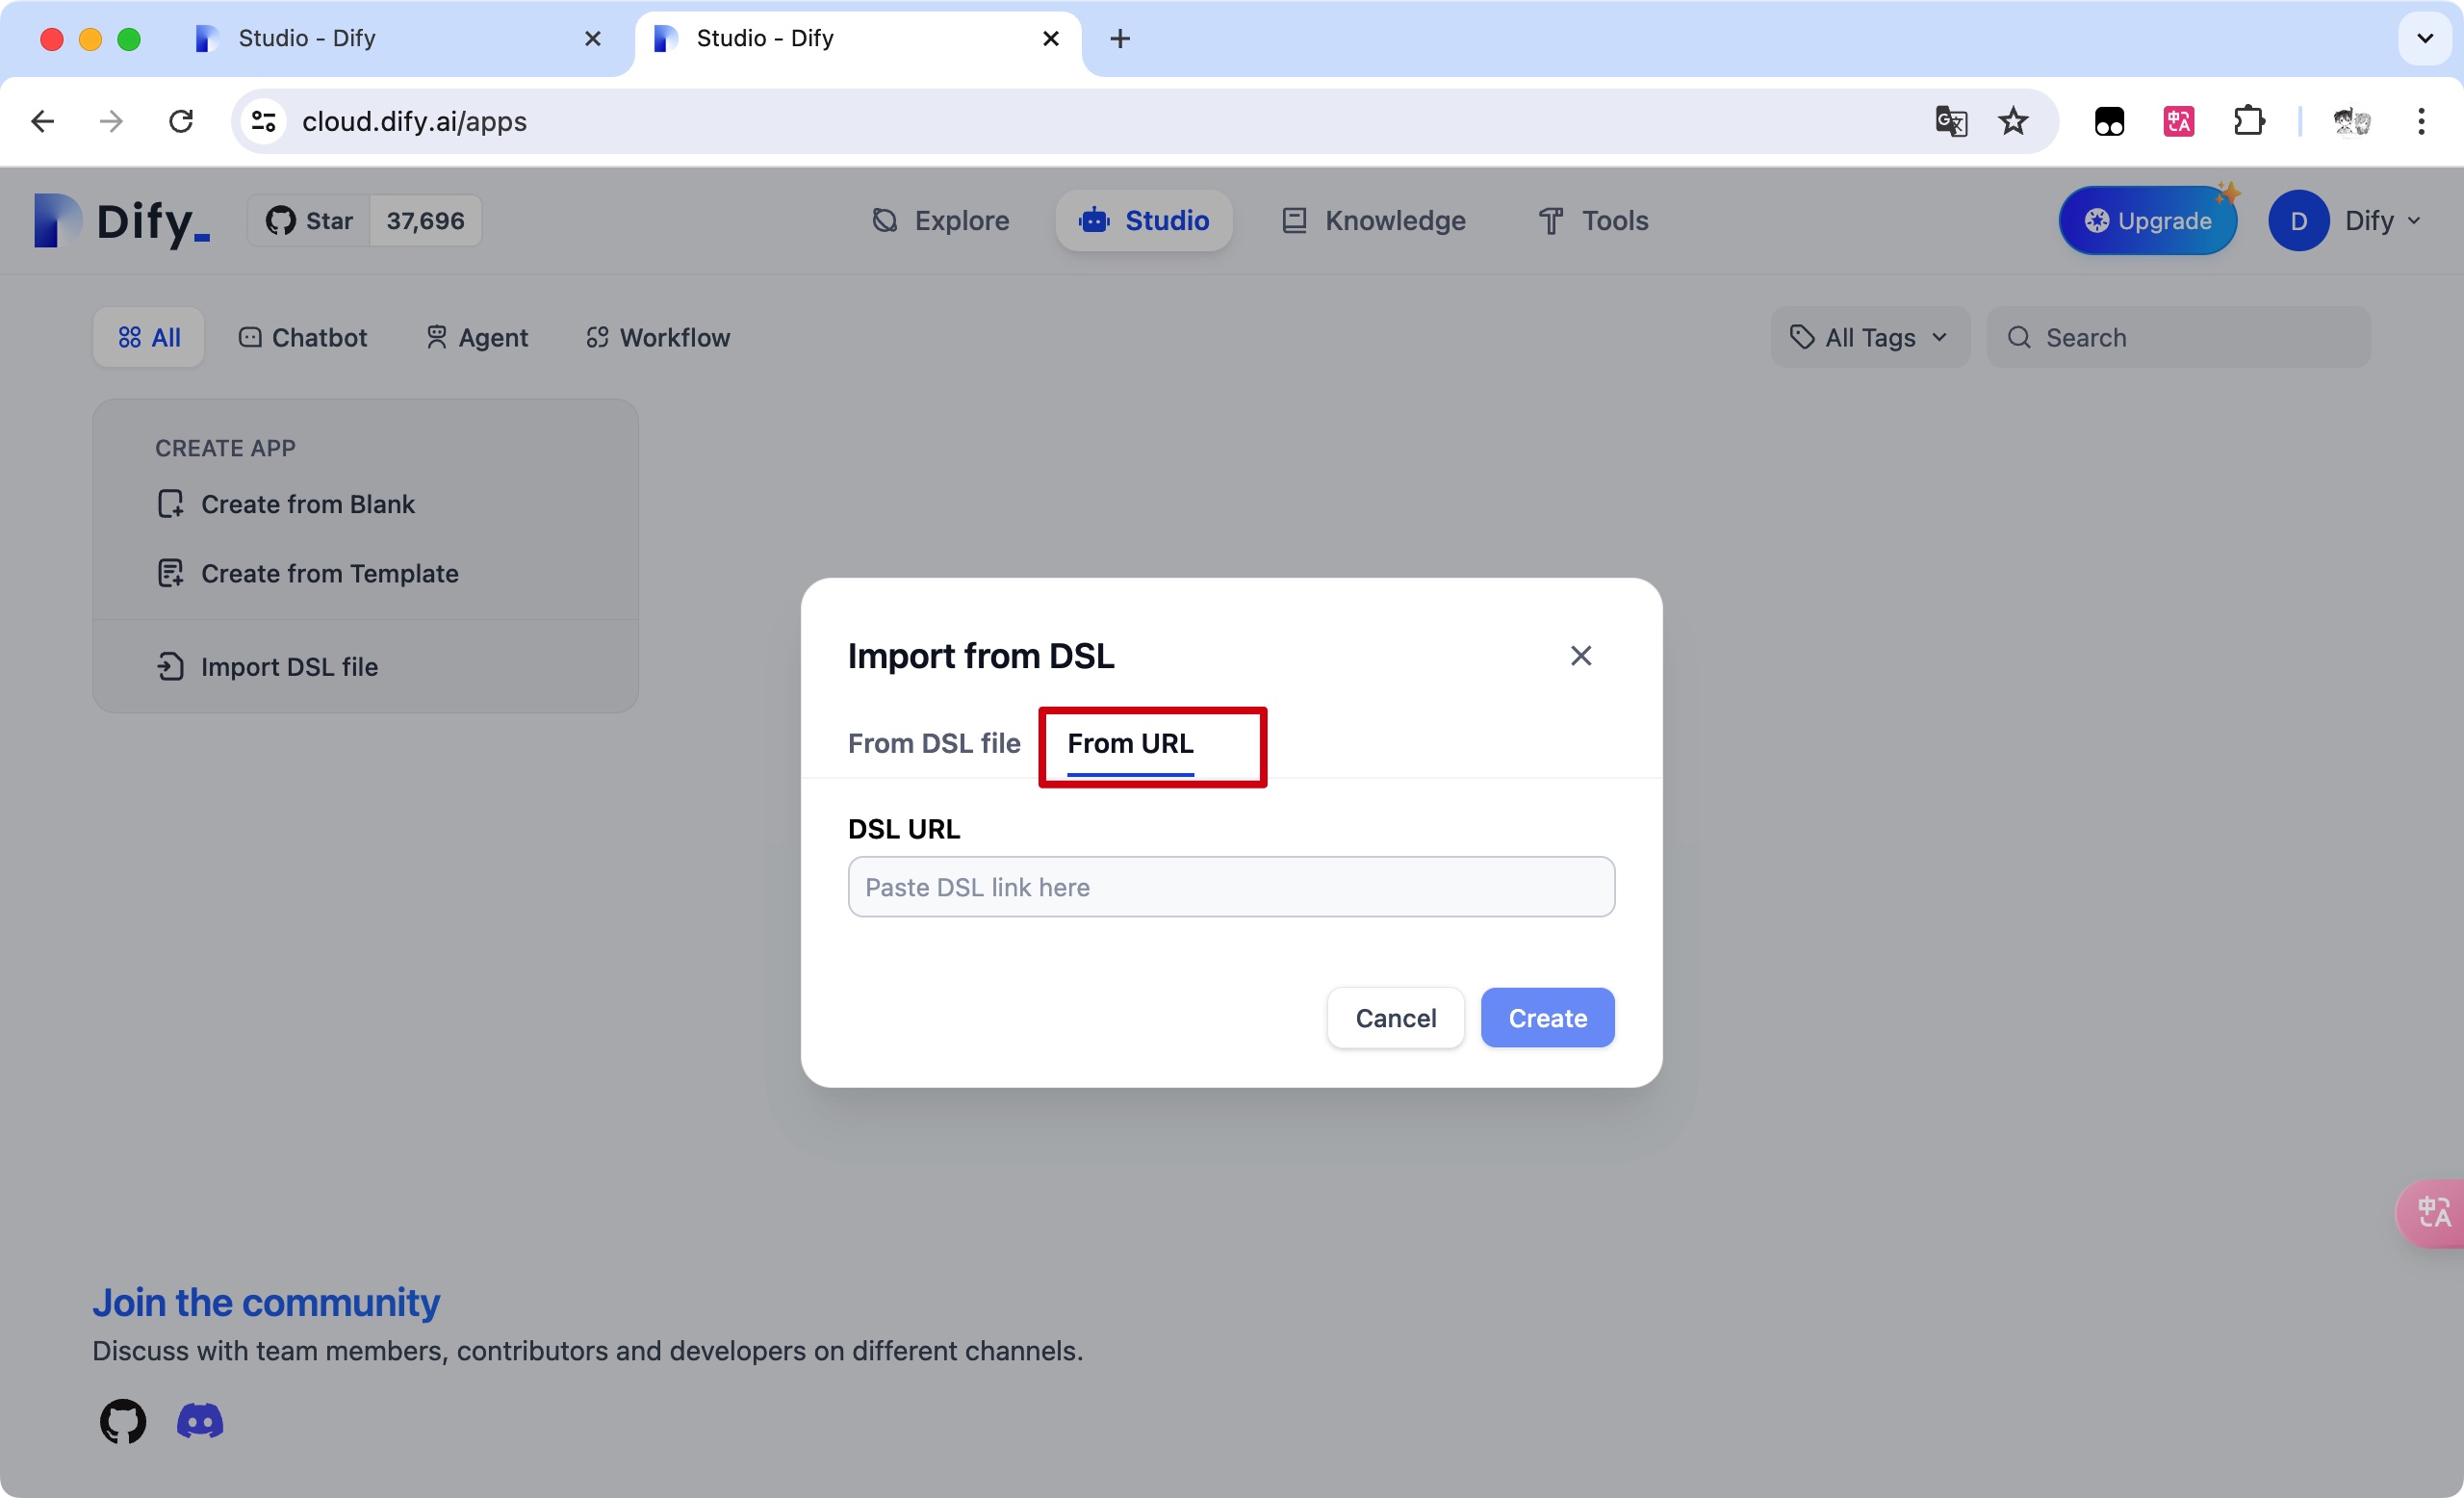 Studio - Dify
Studio - Dify
cloud.dify.ai/apps
Dify_
Star 37,696
Explore
Studio
Knowledge
Tools
Upgrade
D
Dify
All
Chatbot
Agent
Workflow
All Tags
Search
CREATE APP
Create from Blank
Create from Template
Import DSL file
Import from DSL
From DSL file
From URL
DSL URL
Paste DSL link here
Cancel
Create
中A
Join the community
Discuss with team members, contributors and developers on different channels.